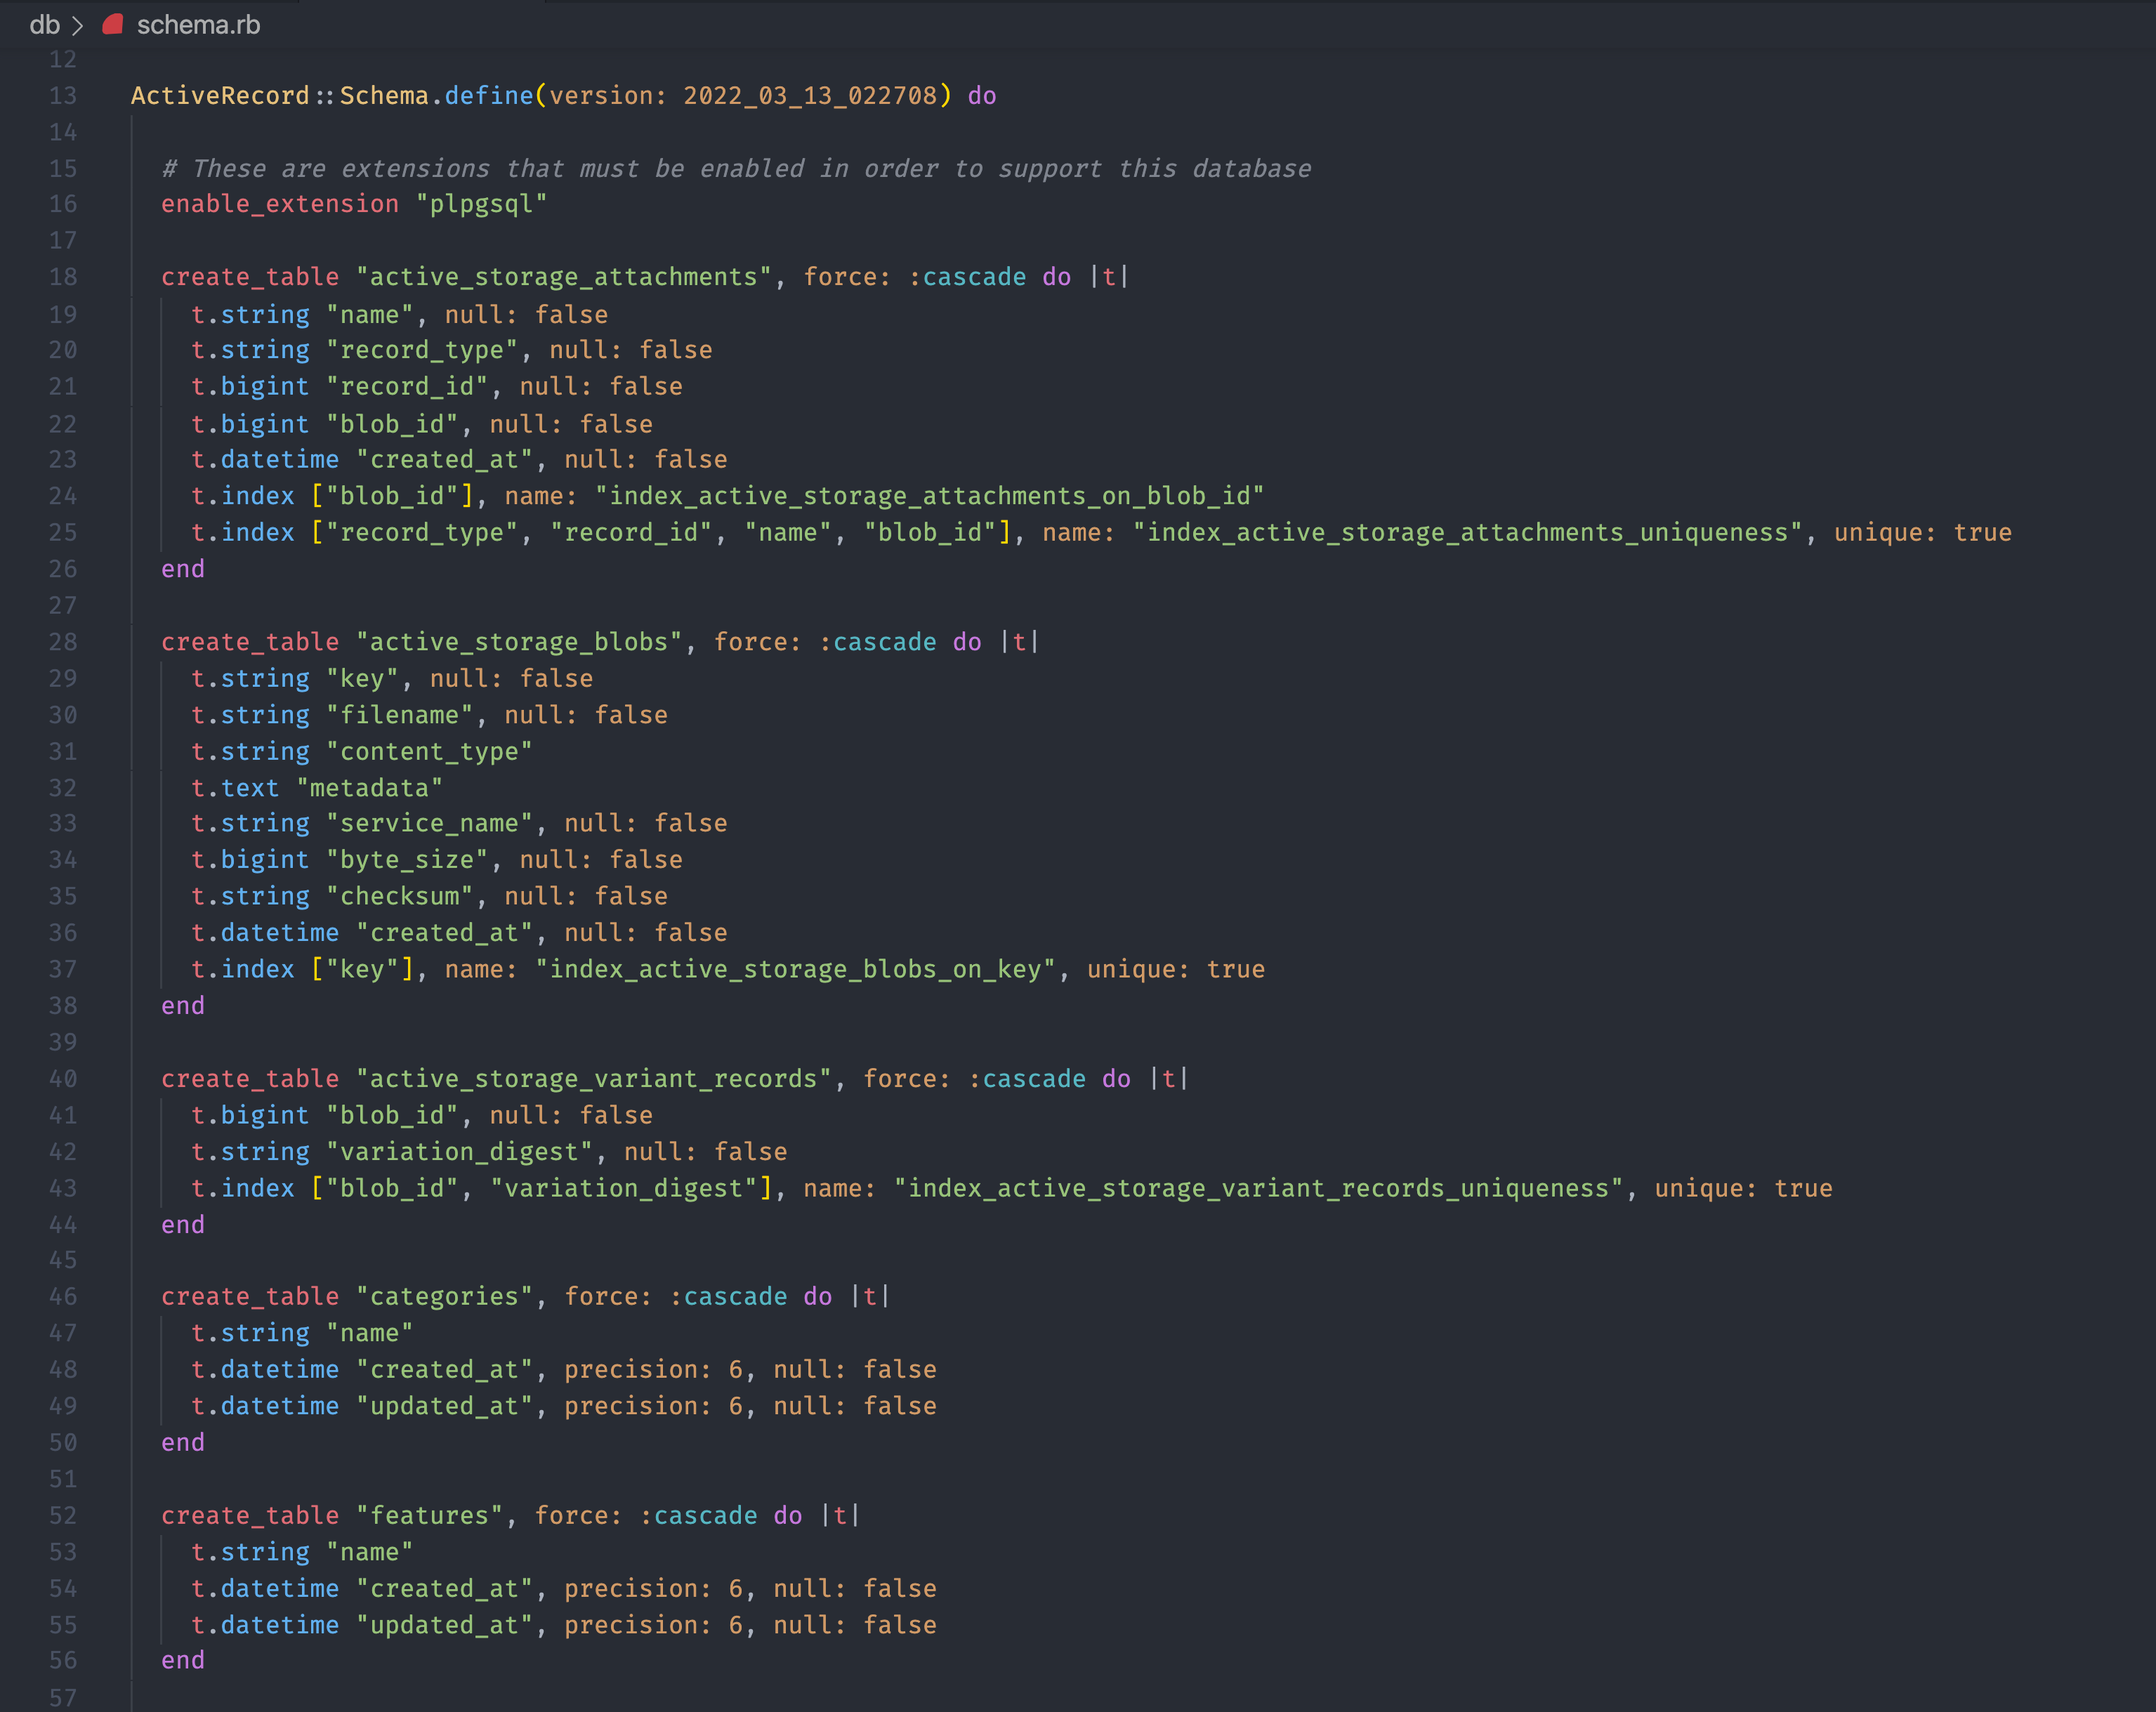 db > schema.rb
12
13 ActiveRecord::Schema.define(version: 2022_03_13_022708) do
14
15   # These are extensions that must be enabled in order to support this database
16   enable_extension "plpgsql"
17
18   create_table "active_storage_attachments", force: :cascade do |t|
19     t.string "name", null: false
20     t.string "record_type", null: false
21     t.bigint "record_id", null: false
22     t.bigint "blob_id", null: false
23     t.datetime "created_at", null: false
24     t.index ["blob_id"], name: "index_active_storage_attachments_on_blob_id"
25     t.index ["record_type", "record_id", "name", "blob_id"], name: "index_active_storage_attachments_uniqueness", unique: true
26   end
27
28   create_table "active_storage_blobs", force: :cascade do |t|
29     t.string "key", null: false
30     t.string "filename", null: false
31     t.string "content_type"
32     t.text "metadata"
33     t.string "service_name", null: false
34     t.bigint "byte_size", null: false
35     t.string "checksum", null: false
36     t.datetime "created_at", null: false
37     t.index ["key"], name: "index_active_storage_blobs_on_key", unique: true
38   end
39
40   create_table "active_storage_variant_records", force: :cascade do |t|
41     t.bigint "blob_id", null: false
42     t.string "variation_digest", null: false
43     t.index ["blob_id", "variation_digest"], name: "index_active_storage_variant_records_uniqueness", unique: true
44   end
45
46   create_table "categories", force: :cascade do |t|
47     t.string "name"
48     t.datetime "created_at", precision: 6, null: false
49     t.datetime "updated_at", precision: 6, null: false
50   end
51
52   create_table "features", force: :cascade do |t|
53     t.string "name"
54     t.datetime "created_at", precision: 6, null: false
55     t.datetime "updated_at", precision: 6, null: false
56   end
57